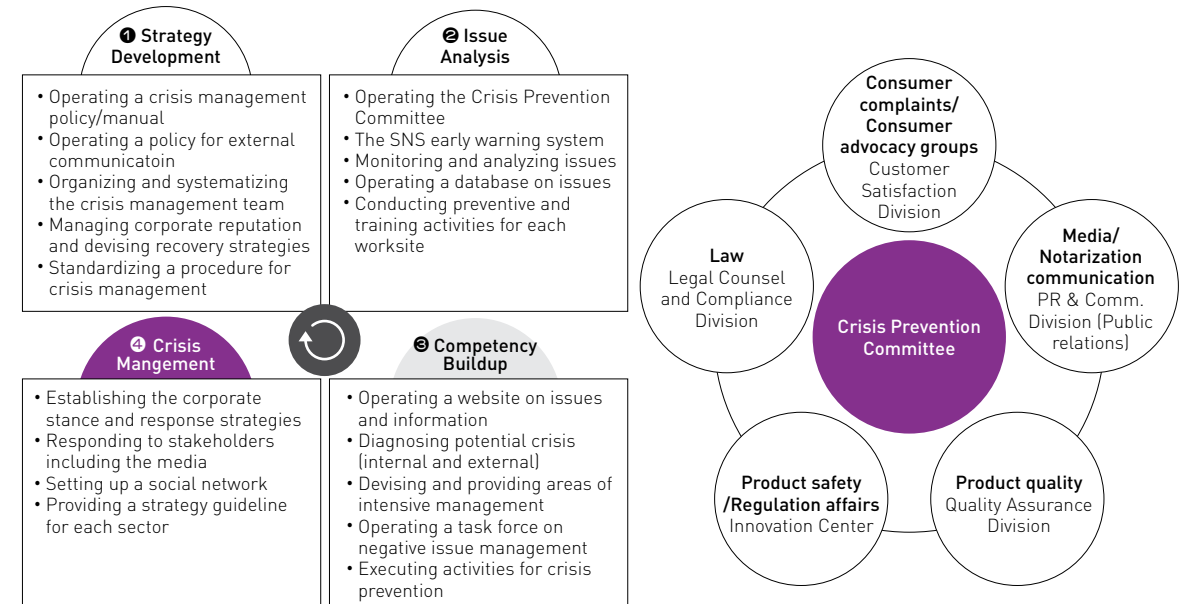 ❶ Strategy
Development
• Operating a crisis management
policy/manual
• Operating a policy for external
communicatoin
• Organizing and systematizing
the crisis management team
• Managing corporate reputation
and devising recovery strategies
• Standardizing a procedure for
crisis management
❷ Issue
Analysis
• Operating the Crisis Prevention
Committee
• The SNS early warning system
• Monitoring and analyzing issues
• Operating a database on issues
• Conducting preventive and
training activities for each
worksite
❹ Crisis
Mangement
• Establishing the corporate
stance and response strategies
• Responding to stakeholders
including the media
• Setting up a social network
• Providing a strategy guideline
for each sector
❸ Competency
Buildup
• Operating a website on issues
and information
• Diagnosing potential crisis
(internal and external)
• Devising and providing areas of
intensive management
• Operating a task force on
negative issue management
• Executing activities for crisis
prevention
Consumer
complaints/
Consumer
advocacy groups
Customer
Satisfaction
Division
Law
Legal Counsel
and Compliance
Division
Media/
Notarization
communication
PR & Comm.
Division (Public
relations)
Crisis Prevention
Committee
Product safety
/Regulation affairs
Innovation Center
Product quality
Quality Assurance
Division